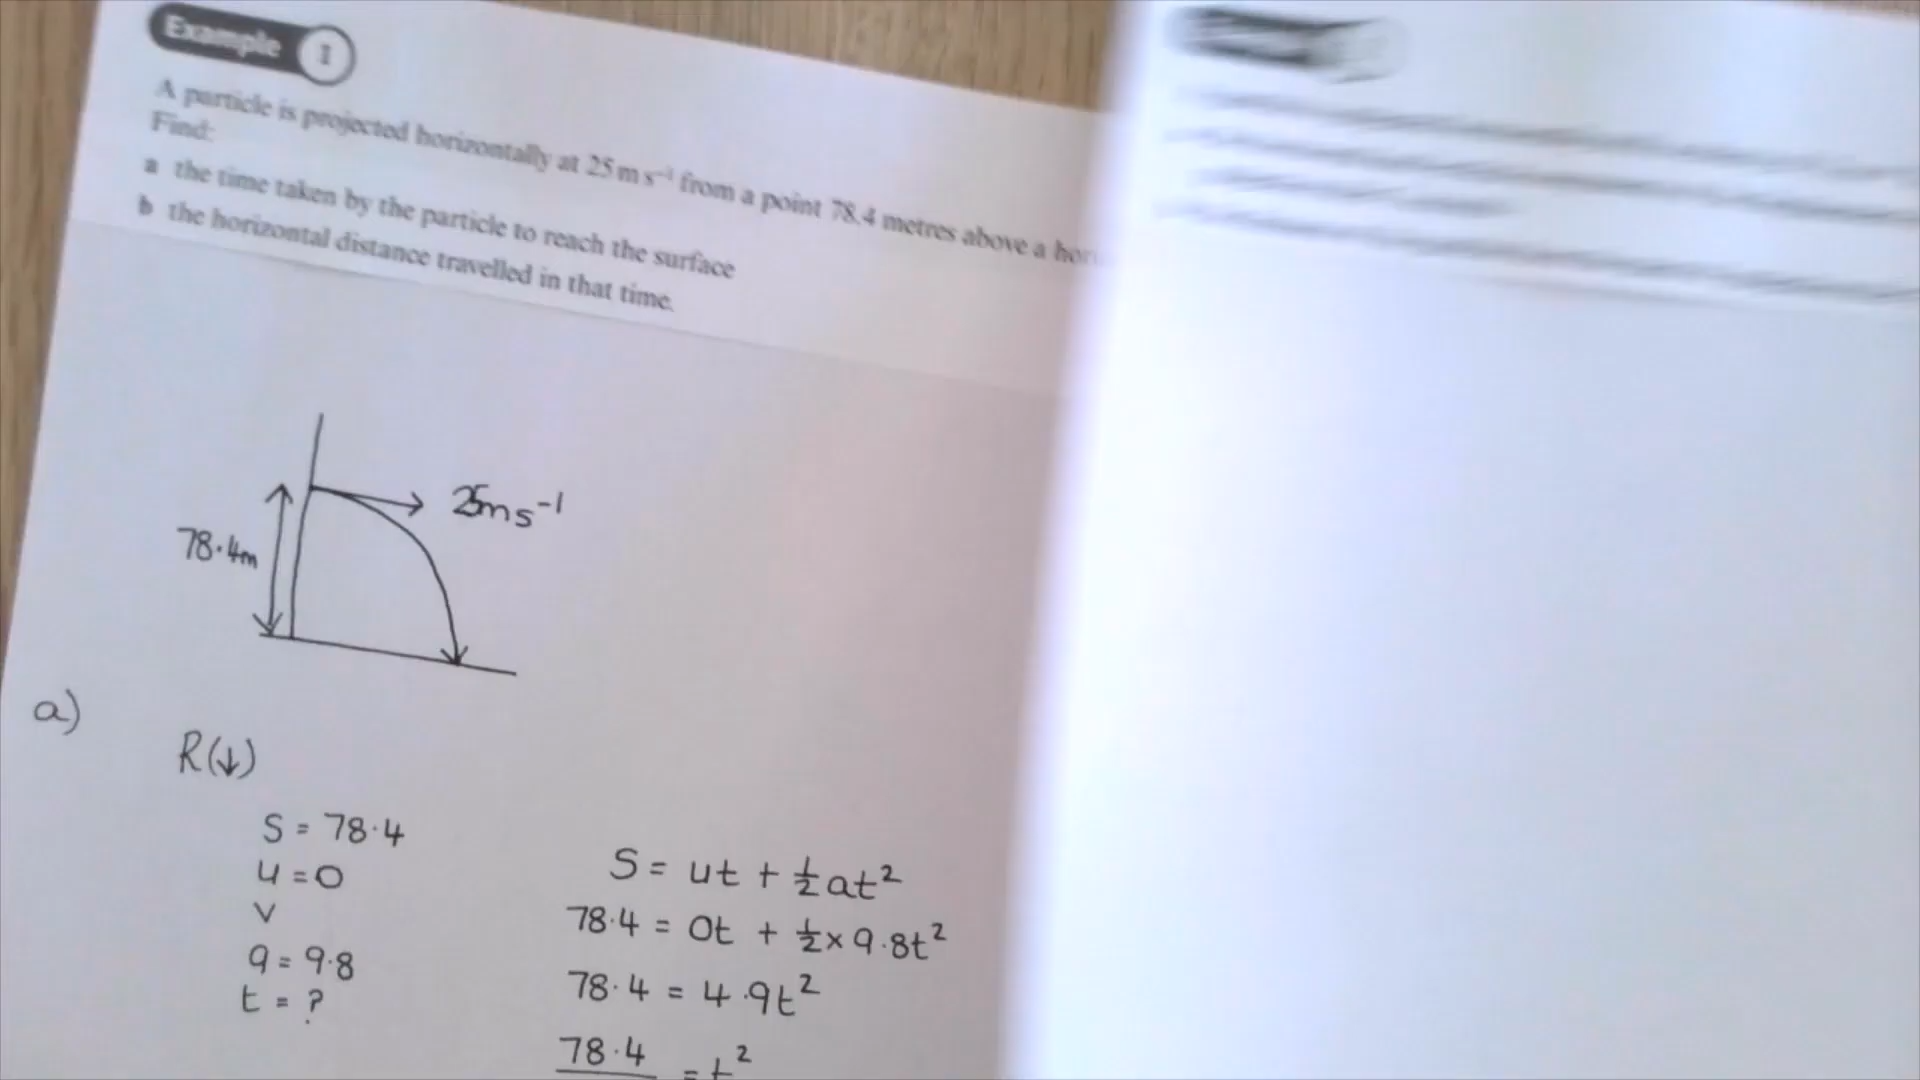 Example 1
A particle is projected horizontally at 25 m s⁻¹ from a point 78.4 metres above a
Find:
a the time taken by the particle to reach the surface
b the horizontal distance travelled in that time.
25ms⁻¹
78.4m
a)
R(↓)
S = 78.4
u = 0
v
a = 9.8
t = ?
S = ut + ½at²
78.4 = 0t + ½ x 9.8t²
78.4 = 4.9t²
78.4
= t²